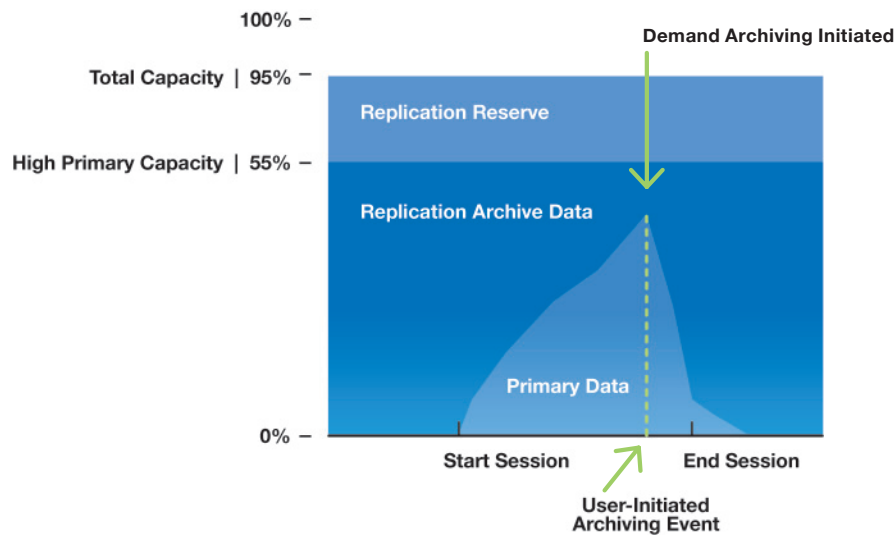 100%
Demand Archiving Initiated
Total Capacity | 95%
Replication Reserve
High Primary Capacity | 55%
Replication Archive Data
Primary Data
0%
Start Session
End Session
User-Initiated
Archiving Event